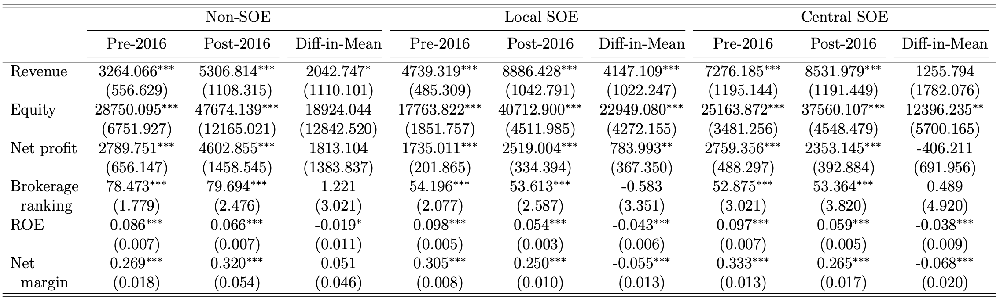 Non-SOE Local SOE Central SOE
Pre-2016 Post-2016 Diff-in-Mean Pre-2016 Post-2016 Diff-in-Mean Pre-2016 Post-2016 Diff-in-Mean
Revenue 3264.066*** 5306.814*** 2042.747* 4739.319*** 8886.428*** 4147.109*** 7276.185*** 8531.979*** 1255.794
(556.629) (1108.315) (1110.101) (485.309) (1042.791) (1022.247) (1195.144) (1191.449) (1782.076)
Equity 28750.095*** 47674.139*** 18924.044 17763.822*** 40712.900*** 22949.080*** 25163.872*** 37560.107*** 12396.235**
(6751.927) (12165.021) (12842.520) (1851.757) (4511.985) (4272.155) (3481.256) (4548.479) (5700.165)
Net profit 2789.751*** 4602.855*** 1813.104 1735.011*** 2519.004*** 783.993** 2759.356*** 2353.145*** -406.211
(656.147) (1458.545) (1383.837) (201.865) (334.394) (367.350) (488.297) (392.884) (691.956)
Brokerage 78.473*** 79.694*** 1.221 54.196*** 53.613*** -0.583 52.875*** 53.364*** 0.489
ranking (1.779) (2.476) (3.021) (2.077) (2.587) (3.351) (3.021) (3.820) (4.920)
ROE 0.086*** 0.066*** -0.019* 0.098*** 0.054*** -0.043*** 0.097*** 0.059*** -0.038***
(0.007) (0.007) (0.011) (0.005) (0.003) (0.006) (0.007) (0.005) (0.009)
Net 0.269*** 0.320*** 0.051 0.305*** 0.250*** -0.055*** 0.333*** 0.265*** -0.068***
margin (0.018) (0.054) (0.046) (0.008) (0.010) (0.013) (0.013) (0.017) (0.020)